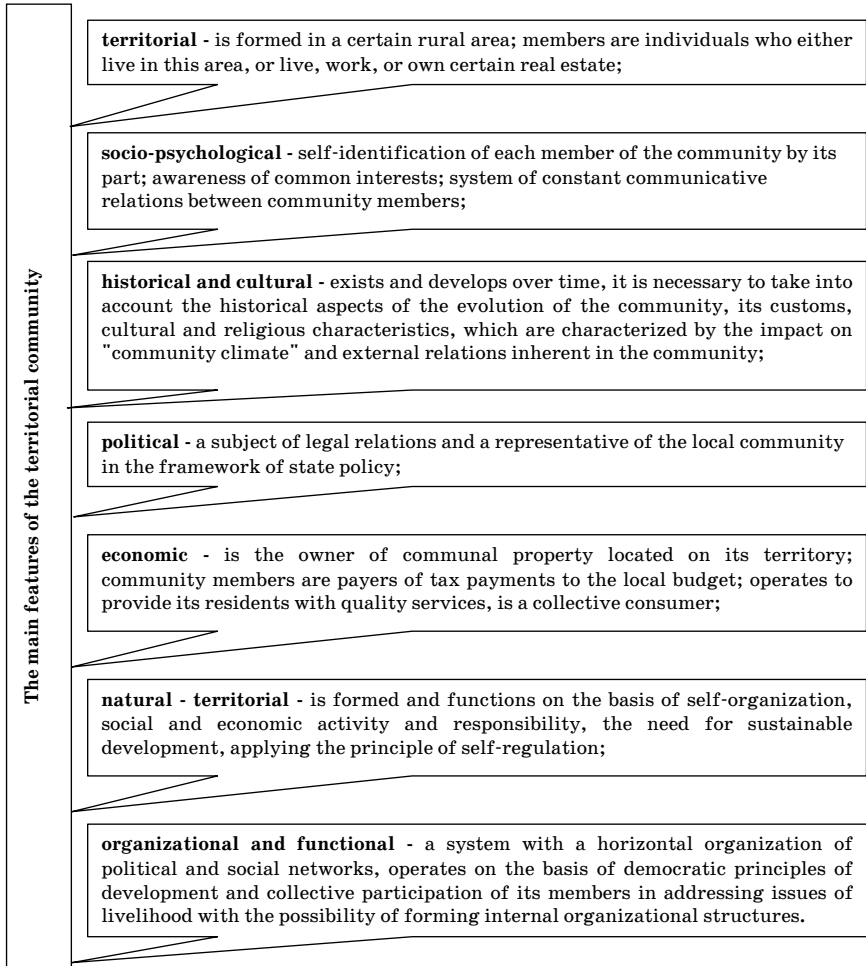 The main features of the territorial community
territorial - is formed in a certain rural area; members are individuals who either
live in this area, or live, work, or own certain real estate;
socio-psychological - self-identification of each member of the community by its
part; awareness of common interests; system of constant communicative
relations between community members;
historical and cultural - exists and develops over time, it is necessary to take into
account the historical aspects of the evolution of the community, its customs,
cultural and religious characteristics, which are characterized by the impact on
"community climate" and external relations inherent in the community;
political - a subject of legal relations and a representative of the local community
in the framework of state policy;
economic - is the owner of communal property located on its territory;
community members are payers of tax payments to the local budget; operates to
provide its residents with quality services, is a collective consumer;
natural - territorial - is formed and functions on the basis of self-organization,
social and economic activity and responsibility, the need for sustainable
development, applying the principle of self-regulation;
organizational and functional - a system with a horizontal organization of
political and social networks, operates on the basis of democratic principles of
development and collective participation of its members in addressing issues of
livelihood with the possibility of forming internal organizational structures.